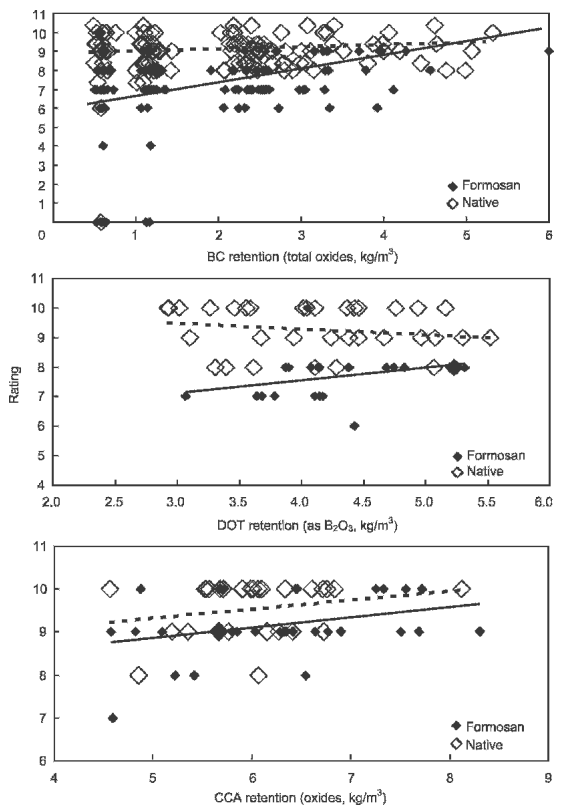 11
10
9
8
7
6
5
4
3
2
1
Formosan
Native
0 1 2 3 4 5 6
BC retention (total oxides, kg/m³)
Rating
11
10
9
8
7
6
5
4
Formosan
Native
2.0 2.5 3.0 3.5 4.0 4.5 5.0 5.5 6.0
DOT retention (as B₂O₃, kg/m³)
11
10
9
8
7
6
Formosan
Native
4 5 6 7 8 9
CCA retention (oxides, kg/m³)